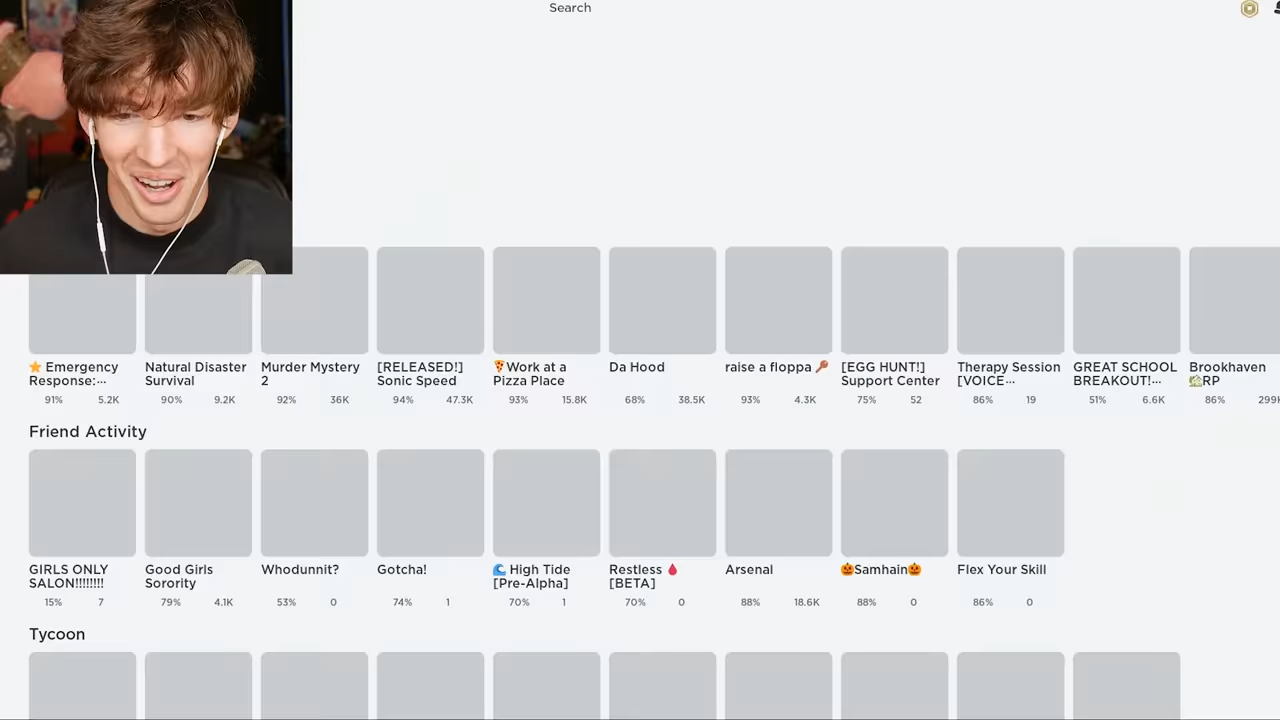 Search
⭐ Emergency Natural Disaster Murder Mystery [RELEASED!] 🍕Work at a Da Hood raise a floppa 🪠 [EGG HUNT!] Therapy Session GREAT SCHOOL Brookhaven
Response:... Survival 2 Sonic Speed Pizza Place Support Center [VOICE... BREAKOUT!... 🏡RP
91% 5.2K 90% 9.2K 92% 36K 94% 47.3K 93% 15.8K 68% 38.5K 93% 4.3K 75% 52 86% 19 51% 6.6K 86% 299K
Friend Activity
GIRLS ONLY Good Girls Whodunnit? Gotcha! 🌊 High Tide Restless 🩸 Arsenal 🎃Samhain🎃 Flex Your Skill
SALON!!!!!!!! Sorority [Pre-Alpha] [BETA]
15% 7 79% 4.1K 53% 0 74% 1 70% 1 70% 0 88% 18.6K 88% 0 86% 0
Tycoon